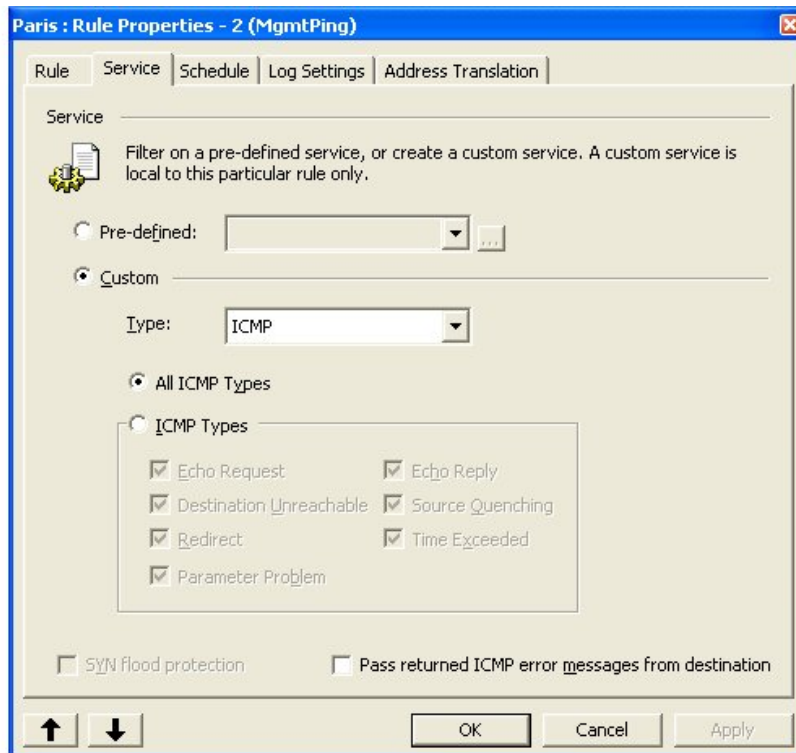 Paris : Rule Properties - 2 (MgmtPing)
Rule Service Schedule Log Settings Address Translation
Service
Filter on a pre-defined service, or create a custom service. A custom service is
local to this particular rule only.
Pre-defined: ...
Custom
Type: ICMP
All ICMP Types
ICMP Types
Echo Request Echo Reply
Destination Unreachable Source Quenching
Redirect Time Exceeded
Parameter Problem
SYN flood protection Pass returned ICMP error messages from destination
OK Cancel Apply